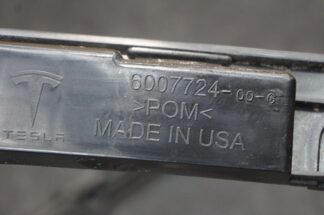 6007724-00-C
>POM<
TESLA
MADE IN USA